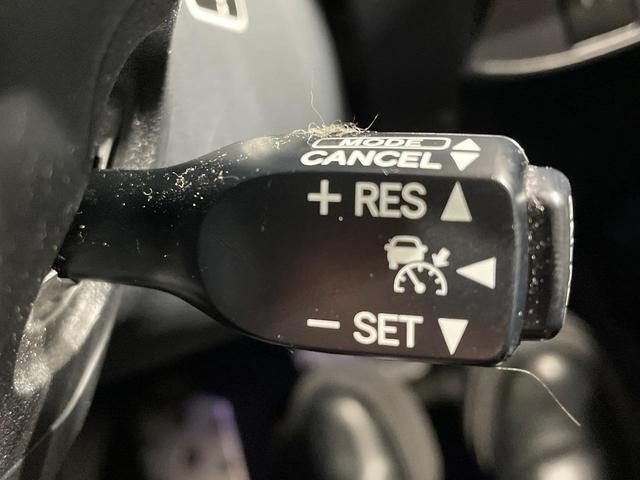 MODE
CANCEL
+ RES
- SET